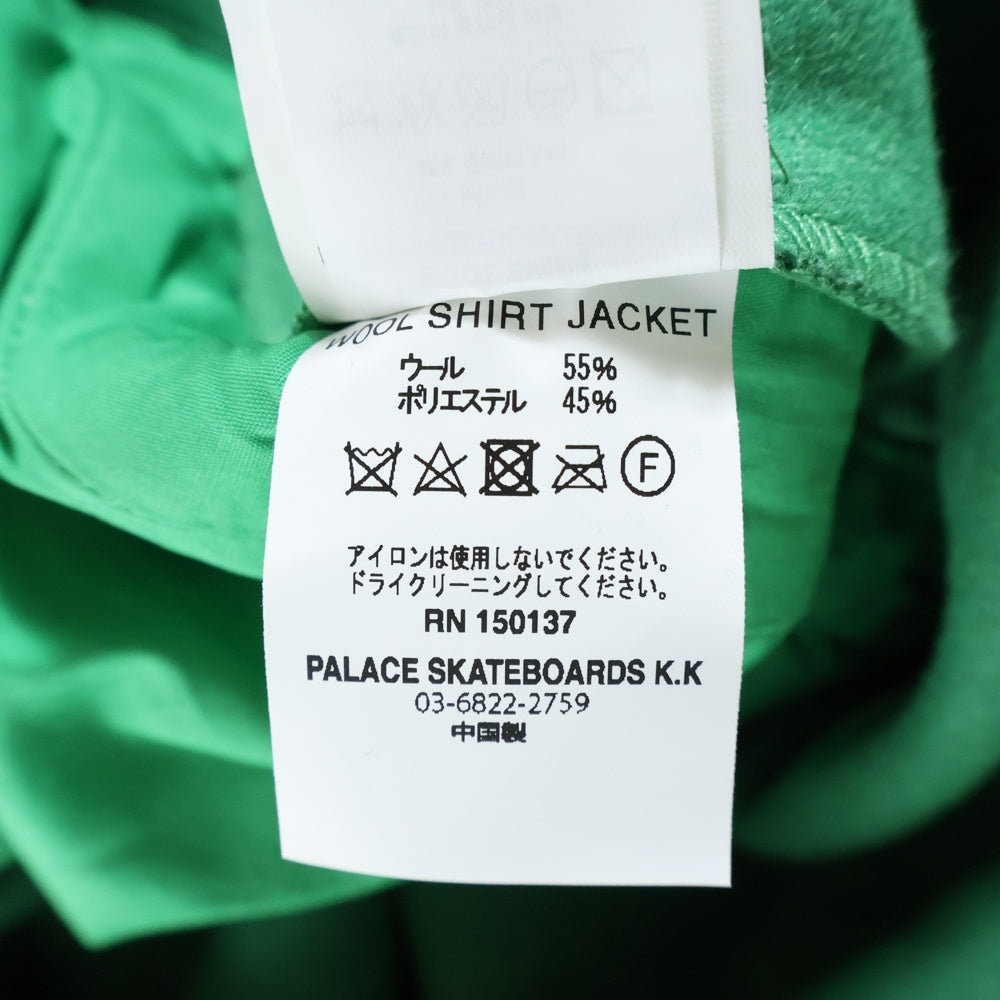 WOOL SHIRT JACKET
ウール 55%
ポリエステル 45%
F
アイロンは使用しないでください。
ドライクリーニングしてください。
RN 150137
PALACE SKATEBOARDS K.K
03-6822-2759
中国製